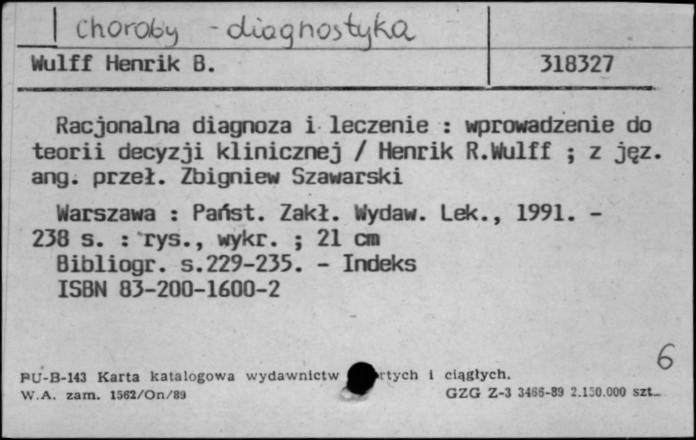 choroby - diagnostyka
Wulff Henrik B. 318327
Racjonalna diagnoza i leczenie : wprowadzenie do
teorii decyzji klinicznej / Henrik R.Wulff ; z jęz.
ang. przeł. Zbigniew Szawarski
Warszawa : Państ. Zakł. Wydaw. Lek., 1991. -
238 s. : rys., wykr. ; 21 cm
Bibliogr. s.229-235. - Indeks
ISBN 83-200-1600-2
6
PU-B-143 Karta katalogowa wydawnictw rtych i ciągłych.
W.A. zam. 1562/On/89 GZG Z-3 3466-89 2.150.000 szt.